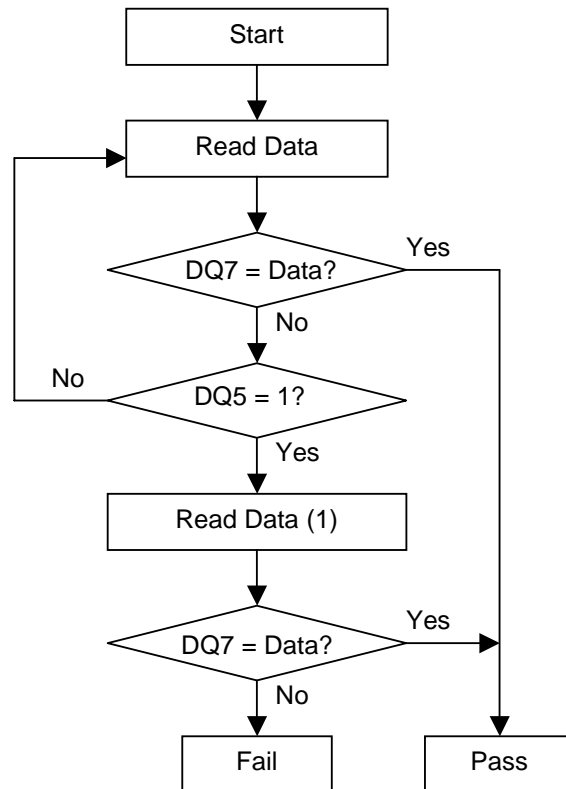 Start
Read Data
Yes
DQ7 = Data?
No
No
DQ5 = 1?
Yes
Read Data (1)
Yes
DQ7 = Data?
No
Fail
Pass